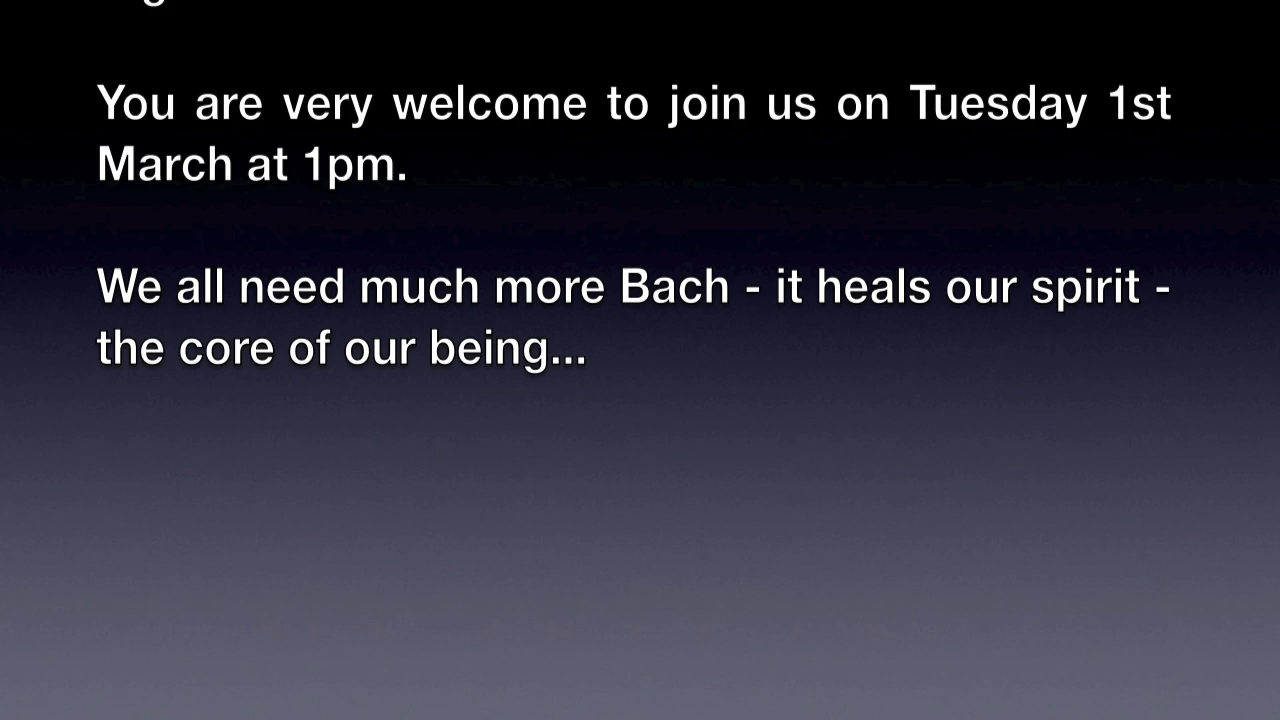 You are very welcome to join us on Tuesday 1st
March at 1pm.
We all need much more Bach - it heals our spirit -
the core of our being...